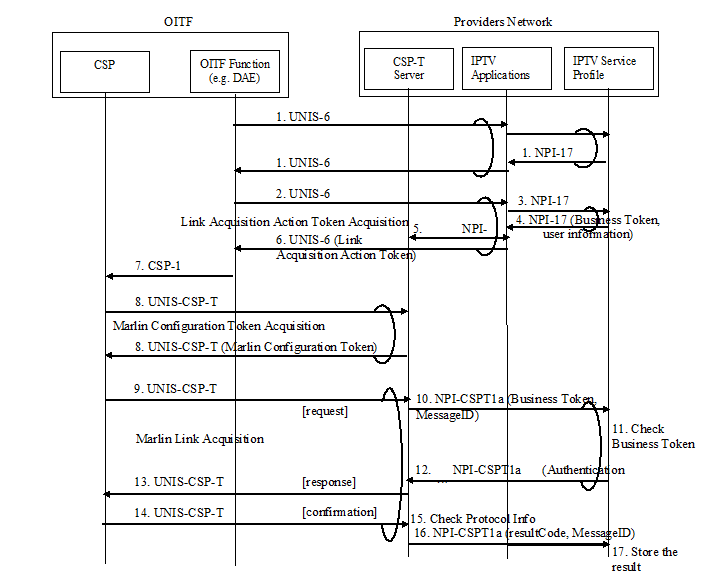 OITF
Providers Network
CSP
OITF Function
(e.g. DAE)
CSP-T
Server
IPTV
Applications
IPTV Service
Profile
1. UNIS-6
1. NPI-17
1. UNIS-6
2. UNIS-6
3. NPI-17
Link Acquisition Action Token Acquisition
4. NPI-17 (Business Token,
user information)
5. NPI-
6. UNIS-6 (Link
Acquisition Action Token)
7. CSP-1
8. UNIS-CSP-T
Marlin Configuration Token Acquisition
8. UNIS-CSP-T (Marlin Configuration Token)
9. UNIS-CSP-T
[request]
10. NPI-CSPT1a (Business Token,
MessageID)
11. Check
Business Token
Marlin Link Acquisition
12. NPI-CSPT1a (Authentication
...
13. UNIS-CSP-T [response]
14. UNIS-CSP-T [confirmation]
15. Check Protocol Info
16. NPI-CSPT1a (resultCode, MessageID)
17. Store the
result